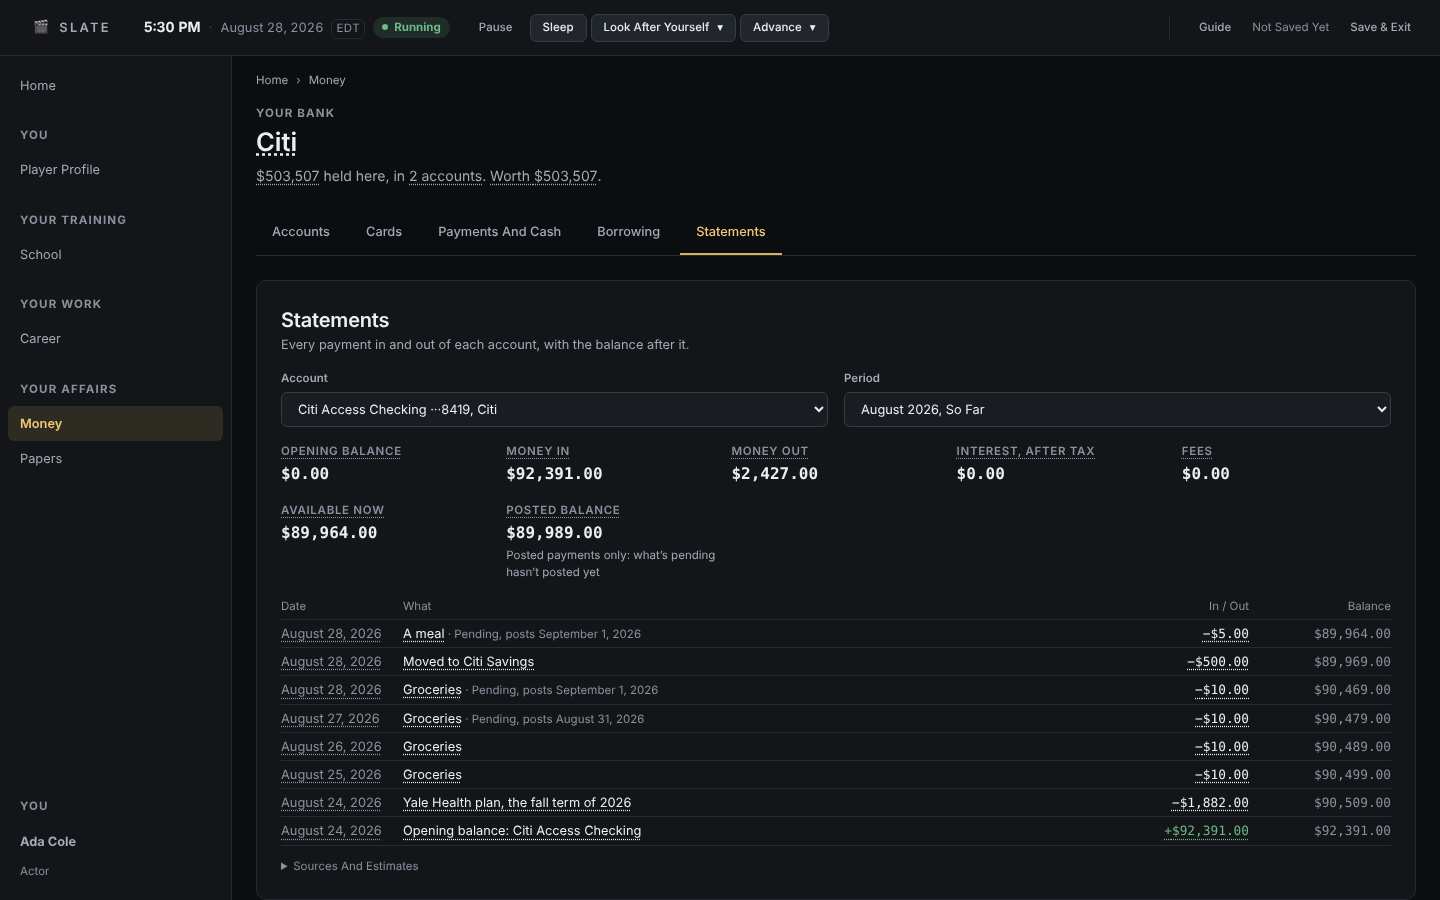 SLATE
5:30 PM · August 28, 2026 EDT Running Pause Sleep Look After Yourself ▾ Advance ▾ Guide Not Saved Yet Save & Exit
Home
YOU
Player Profile
YOUR TRAINING
School
YOUR WORK
Career
YOUR AFFAIRS
Money
Papers
YOU
Ada Cole
Actor
Home › Money
YOUR BANK
Citi
$503,507 held here, in 2 accounts. Worth $503,507.
Accounts Cards Payments And Cash Borrowing Statements
Statements
Every payment in and out of each account, with the balance after it.
Account Period
Citi Access Checking ···8419, Citi August 2026, So Far
OPENING BALANCE MONEY IN MONEY OUT INTEREST, AFTER TAX FEES
$0.00 $92,391.00 $2,427.00 $0.00 $0.00
AVAILABLE NOW POSTED BALANCE
$89,964.00 $89,989.00
Posted payments only: what's pending
hasn't posted yet
Date What In / Out Balance
August 28, 2026 A meal · Pending, posts September 1, 2026 −$5.00 $89,964.00
August 28, 2026 Moved to Citi Savings −$500.00 $89,969.00
August 28, 2026 Groceries · Pending, posts September 1, 2026 −$10.00 $90,469.00
August 27, 2026 Groceries · Pending, posts August 31, 2026 −$10.00 $90,479.00
August 26, 2026 Groceries −$10.00 $90,489.00
August 25, 2026 Groceries −$10.00 $90,499.00
August 24, 2026 Yale Health plan, the fall term of 2026 −$1,882.00 $90,509.00
August 24, 2026 Opening balance: Citi Access Checking +$92,391.00 $92,391.00
▶ Sources And Estimates